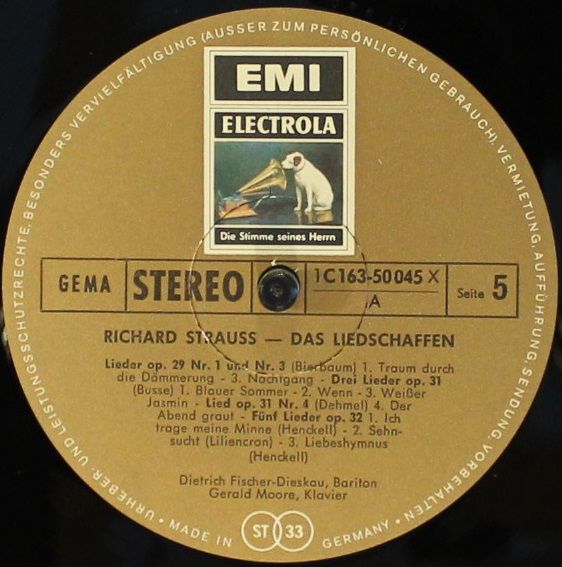 URHEBER- UND LEISTUNGSSCHUTZRECHTE, BESONDERS VERVIELFÄLTIGUNG (AUSSER ZUM PERSÖNLICHEN GEBRAUCH), VERMIETUNG, AUFFÜHRUNG, SENDUNG, VORBEHALTEN
EMI
ELECTROLA
Die Stimme seines Herrn
GEMA
STEREO
1C163-50045 X
A
Seite 5
RICHARD STRAUSS — DAS LIEDSCHAFFEN
Lieder op. 29 Nr. 1 und Nr. 3 (Bierbaum) 1. Traum durch
die Dämmerung - 3. Nachtgang - Drei Lieder op. 31
(Busse) 1. Blauer Sommer - 2. Wenn - 3. Weißer
Jasmin - Lied op. 31 Nr. 4 (Dehmel) 4. Der
Abend graut - Fünf Lieder op. 32 1. Ich
trage meine Minne (Henckell) - 2. Sehn-
sucht (Liliencron) - 3. Liebeshymnus
(Henckell)
Dietrich Fischer-Dieskau, Bariton
Gerald Moore, Klavier
• MADE IN ST 33 GERMANY •